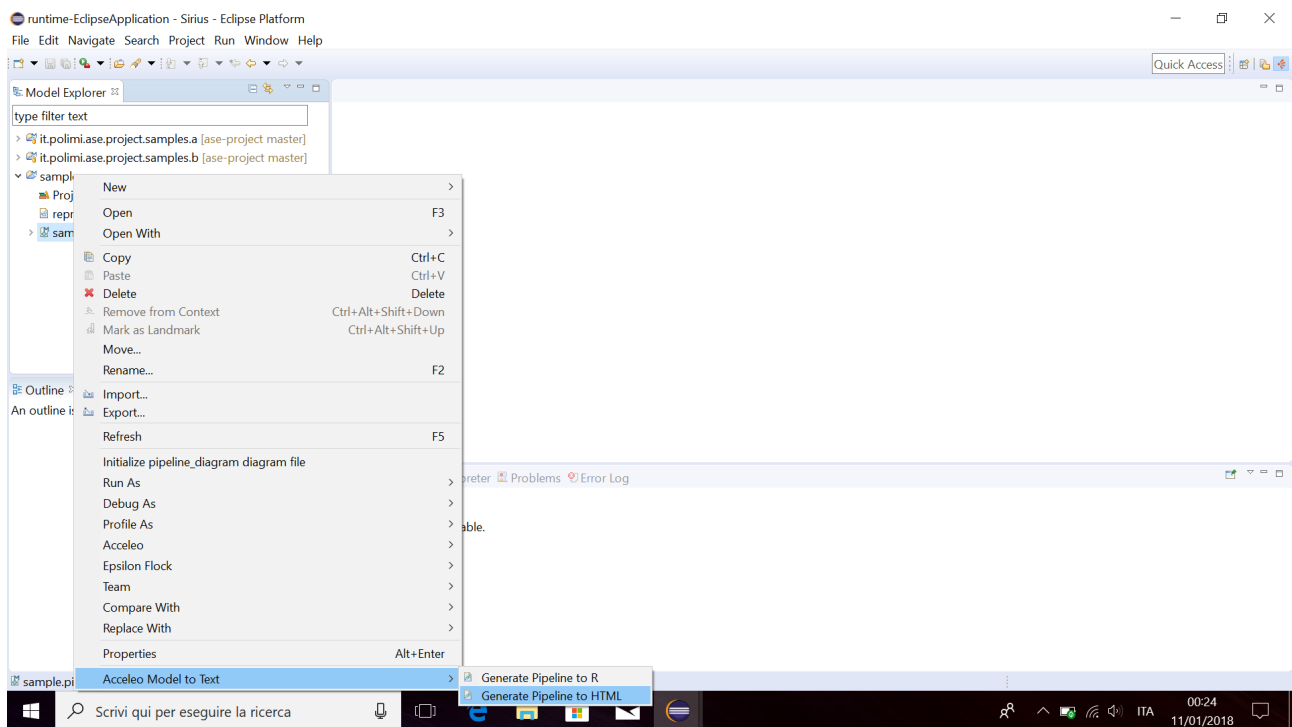 runtime-EclipseApplication - Sirius - Eclipse Platform
File Edit Navigate Search Project Run Window Help
Quick Access
Model Explorer
type filter text
it.polimi.ase.project.samples.a [ase-project master]
it.polimi.ase.project.samples.b [ase-project master]
sampl
Proj
repr
sam
New
Open F3
Open With
Copy Ctrl+C
Paste Ctrl+V
Delete Delete
Remove from Context Ctrl+Alt+Shift+Down
Mark as Landmark Ctrl+Alt+Shift+Up
Move...
Rename... F2
Outline
An outline is
Import...
Export...
Refresh F5
Initialize pipeline_diagram diagram file
Run As
Debug As
Profile As
Acceleo
Epsilon Flock
Team
Compare With
Replace With
Properties Alt+Enter
Acceleo Model to Text
Generate Pipeline to R
Generate Pipeline to HTML
preter Problems Error Log
able.
sample.pi
Scrivi qui per eseguire la ricerca
ITA
00:24
11/01/2018